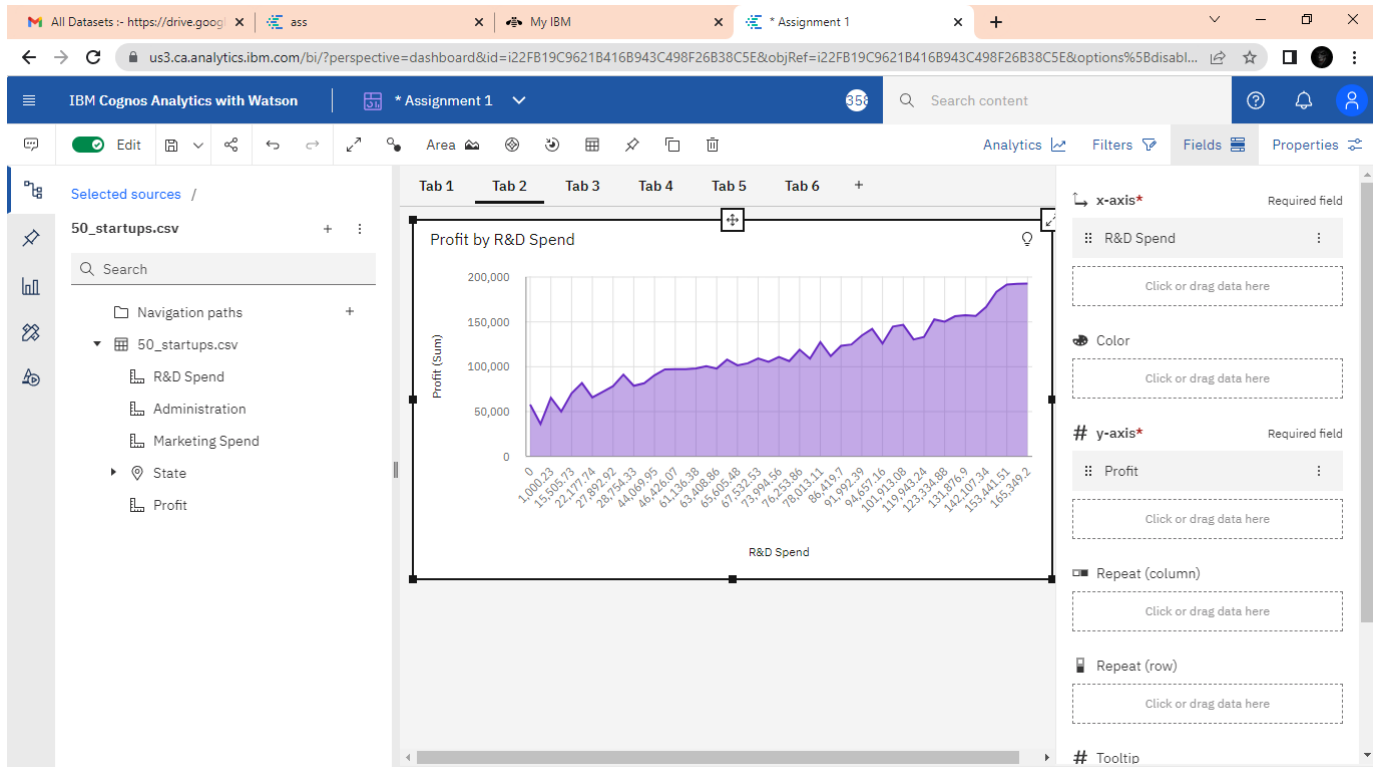 All Datasets :- https://drive.googl
ass
My IBM
* Assignment 1
us3.ca.analytics.ibm.com/bi/?perspective=dashboard&id=i22FB19C9621B416B943C498F26B38C5E&objRef=i22FB19C9621B416B943C498F26B38C5E&options%5Bdisabl...
IBM Cognos Analytics with Watson
* Assignment 1
358
Search content
Edit
Area
Analytics
Filters
Fields
Properties
Selected sources /
50_startups.csv
Search
Navigation paths
50_startups.csv
R&D Spend
Administration
Marketing Spend
State
Profit
Tab 1 Tab 2 Tab 3 Tab 4 Tab 5 Tab 6 +
Profit by R&D Spend
Profit (Sum)
200,000
150,000
100,000
50,000
0
0 1,000.23 15,505.73 22,177.74 27,892.92 28,754.33 44,069.95 46,426.07 61,136.38 63,408.86 65,605.48 67,532.53 73,994.56 76,253.86 78,013.11 86,419.7 91,992.39 94,657.16 101,913.08 119,943.24 123,334.88 131,876.9 142,107.34 153,441.51 165,349.2
R&D Spend
x-axis* Required field
R&D Spend
Click or drag data here
Color
Click or drag data here
# y-axis* Required field
Profit
Click or drag data here
Repeat (column)
Click or drag data here
Repeat (row)
Click or drag data here
# Tooltip